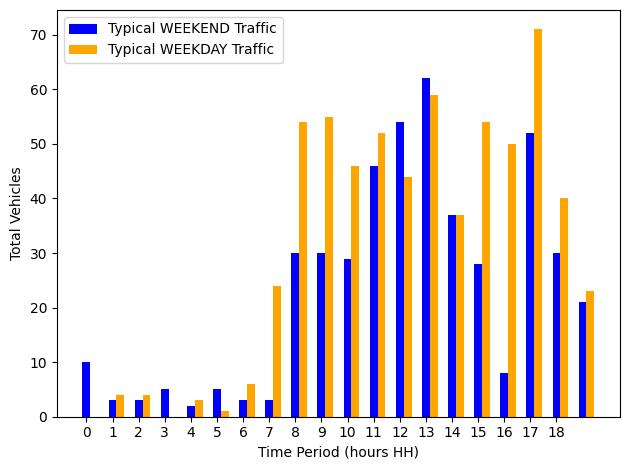 Typical WEEKEND Traffic
Typical WEEKDAY Traffic
70
60
50
40
30
20
10
0
Total Vehicles
0 1 2 3 4 5 6 7 8 9 10 11 12 13 14 15 16 17 18
Time Period (hours HH)